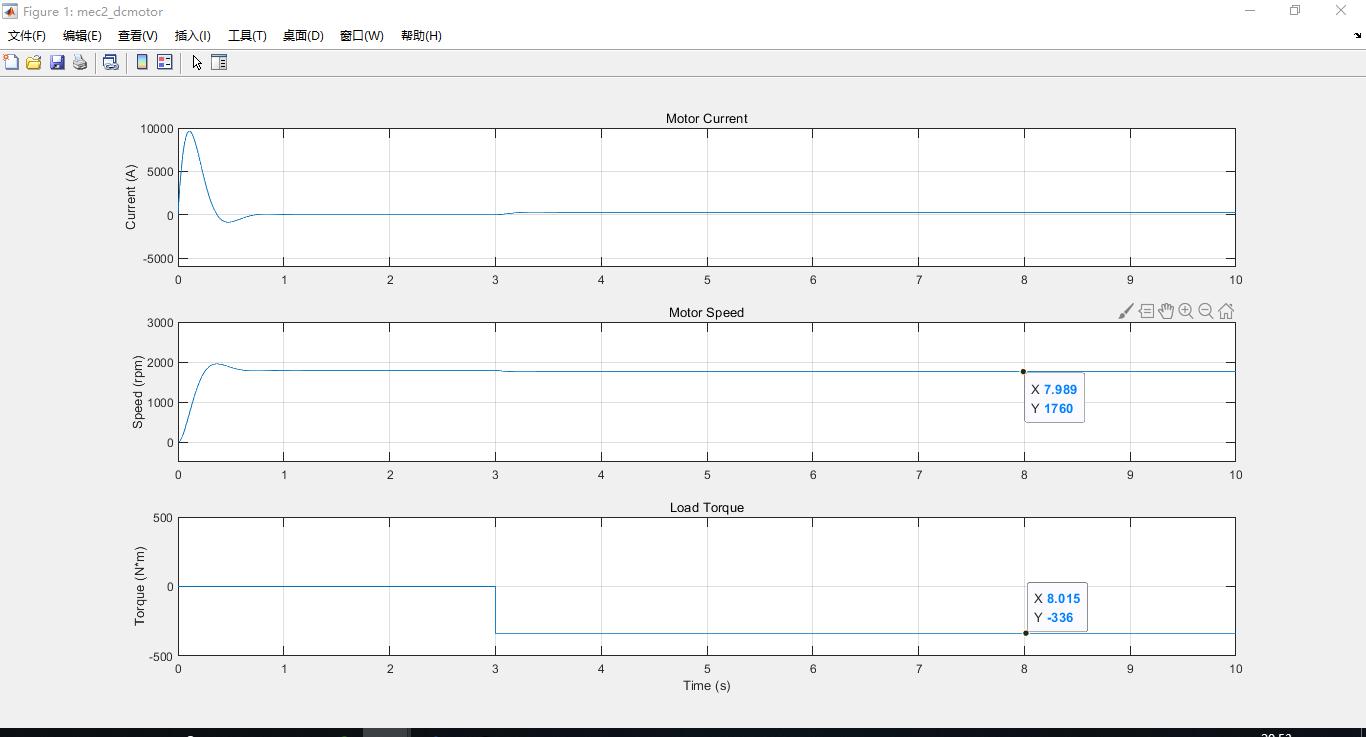 Figure 1: mec2_dcmotor
文件(F) 编辑(E) 查看(V) 插入(I) 工具(T) 桌面(D) 窗口(W) 帮助(H)
Motor Current
Current (A)
10000
5000
0
-5000
0 1 2 3 4 5 6 7 8 9 10
Motor Speed
Speed (rpm)
3000
2000
1000
0
X 7.989
Y 1760
0 1 2 3 4 5 6 7 8 9 10
Load Torque
Torque (N*m)
500
0
-500
X 8.015
Y -336
0 1 2 3 4 5 6 7 8 9 10
Time (s)